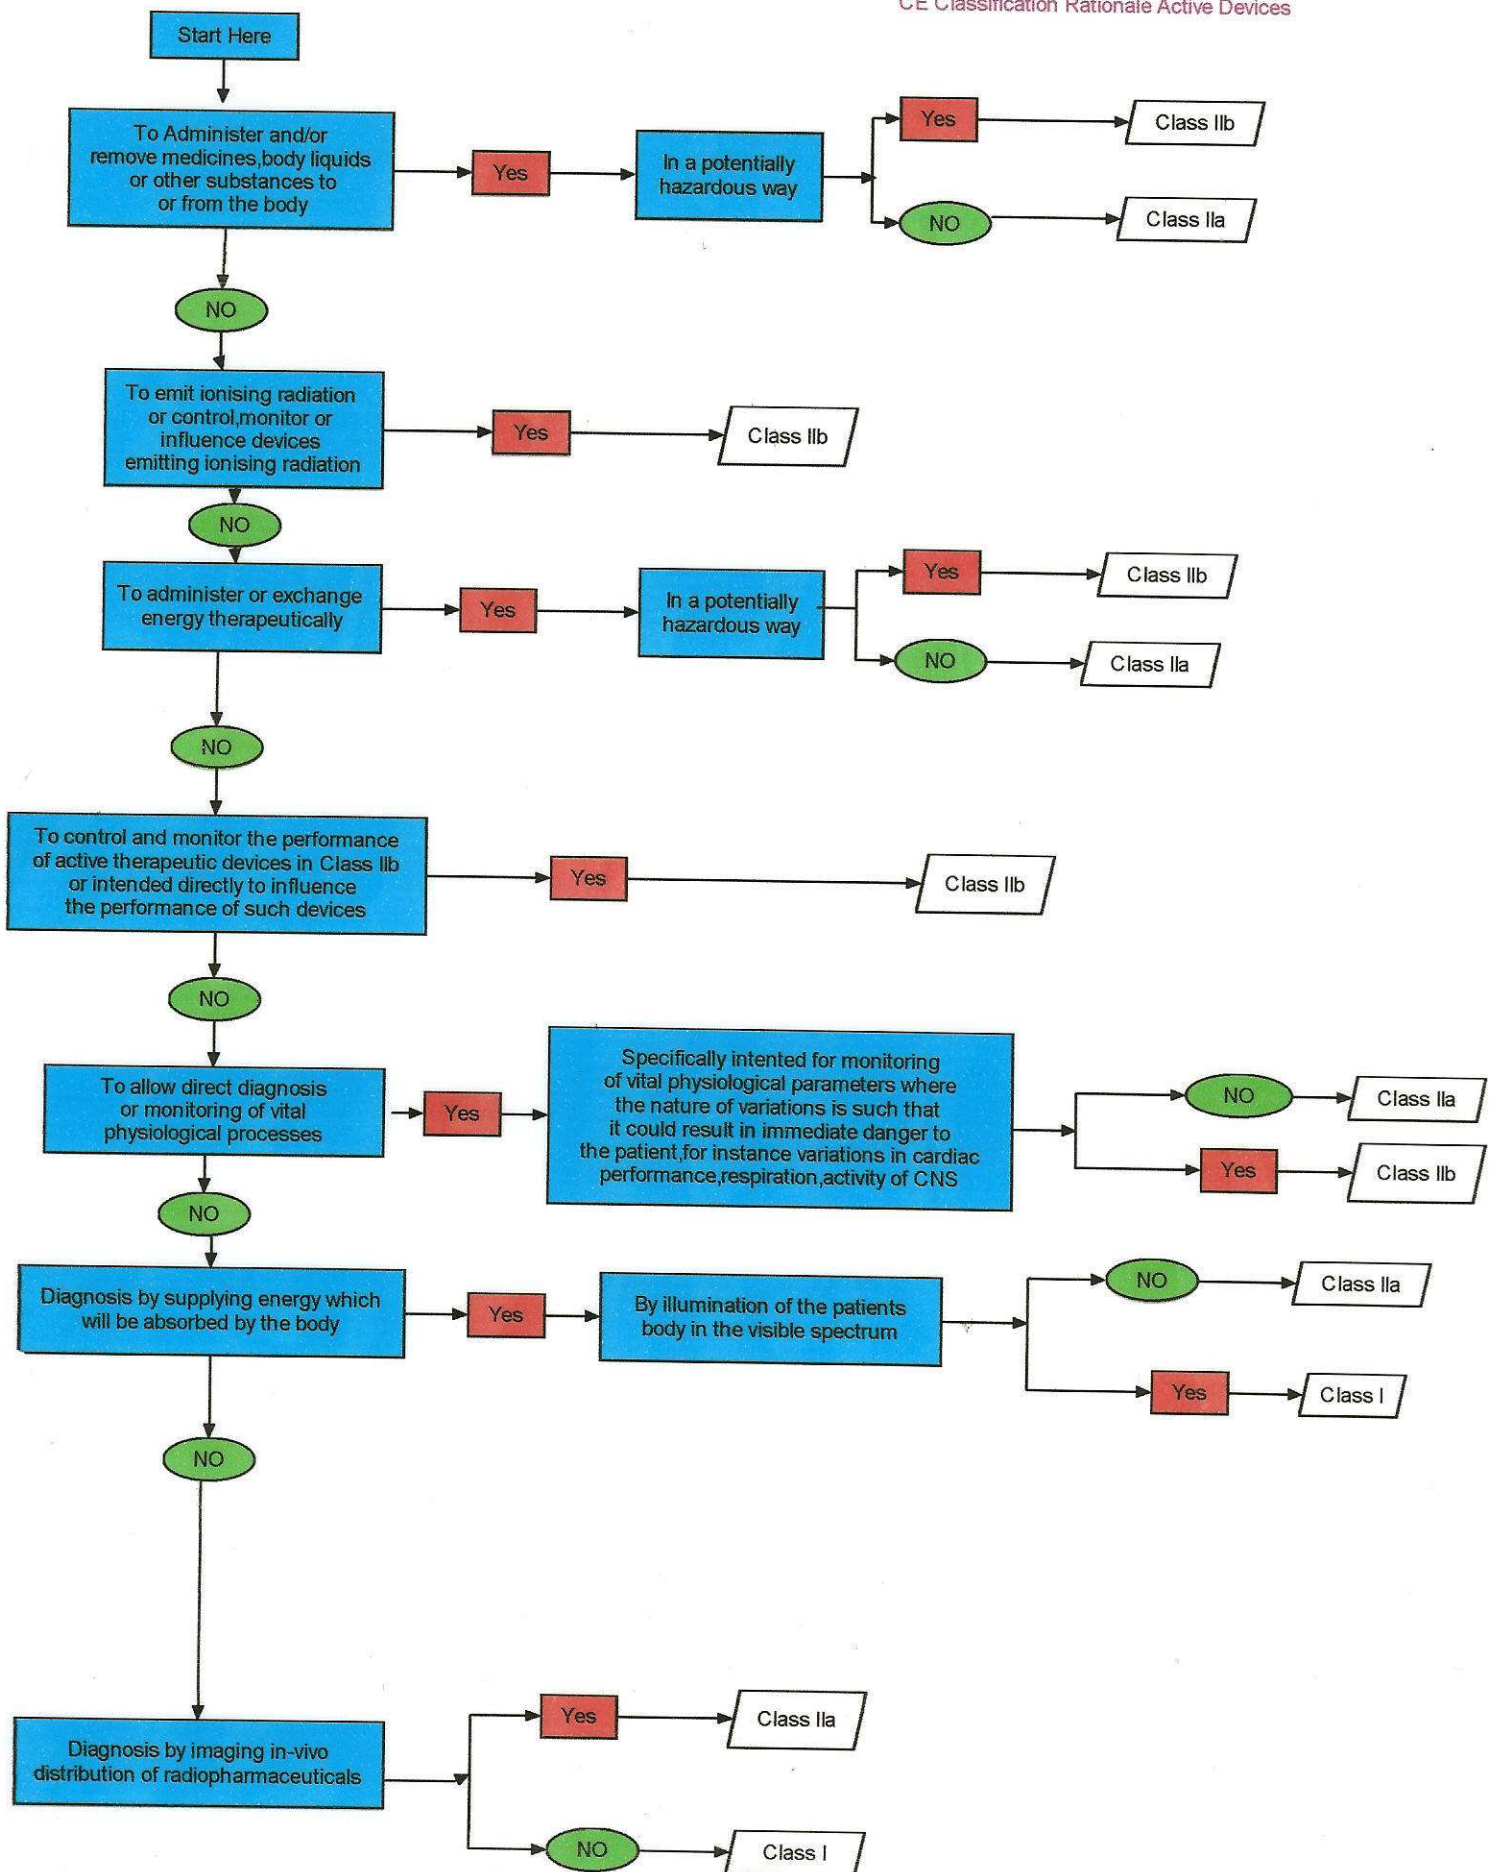 CE Classification Rationale Active Devices
Start Here
To Administer and/or
remove medicines,body liquids
or other substances to
or from the body
Yes
In a potentially
hazardous way
Yes
Class IIb
NO
Class IIa
NO
To emit ionising radiation
or control,monitor or
influence devices
emitting ionising radiation
Yes
Class IIb
NO
To administer or exchange
energy therapeutically
Yes
In a potentially
hazardous way
Yes
Class IIb
NO
Class IIa
NO
To control and monitor the performance
of active therapeutic devices in Class IIb
or intended directly to influence
the performance of such devices
Yes
Class IIb
NO
To allow direct diagnosis
or monitoring of vital
physiological processes
Yes
Specifically intented for monitoring
of vital physiological parameters where
the nature of variations is such that
it could result in immediate danger to
the patient,for instance variations in cardiac
performance,respiration,activity of CNS
NO
Class IIa
Yes
Class IIb
NO
Diagnosis by supplying energy which
will be absorbed by the body
Yes
By illumination of the patients
body in the visible spectrum
NO
Class IIa
Yes
Class I
NO
Diagnosis by imaging in-vivo
distribution of radiopharmaceuticals
Yes
Class IIa
NO
Class I